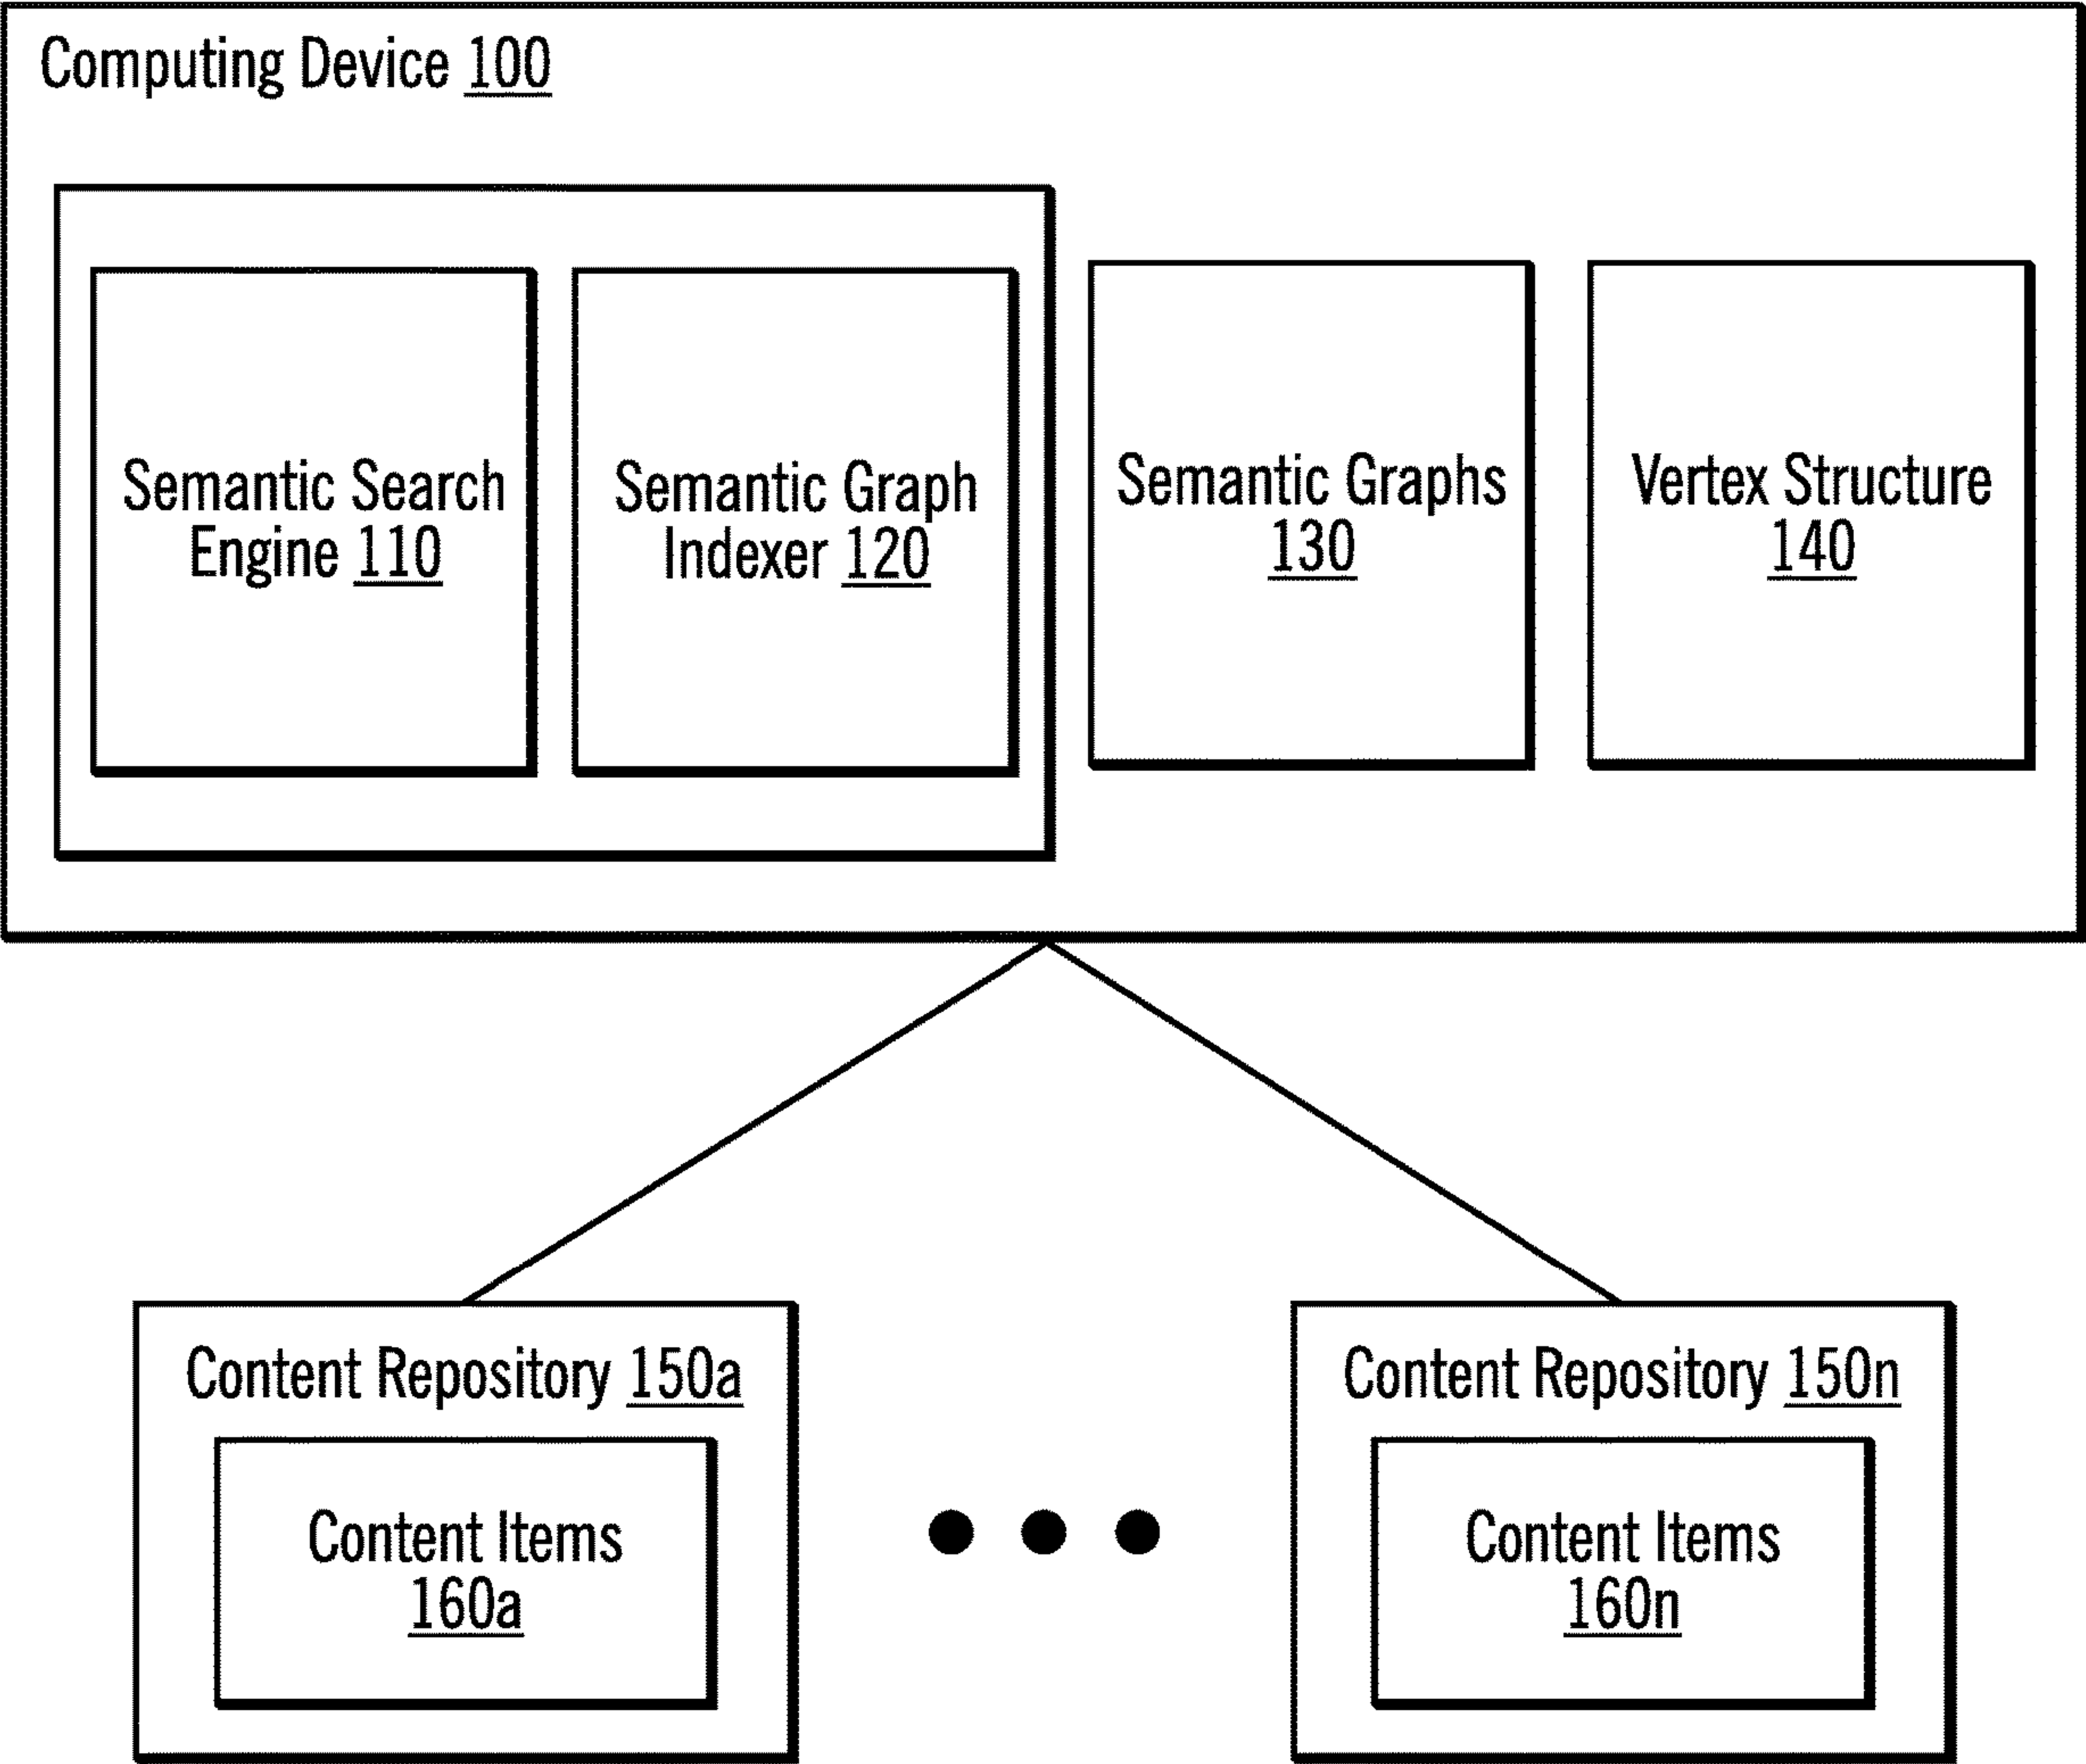 Computing Device 100
Semantic Search
Engine 110
Semantic Graph
Indexer 120
Semantic Graphs
130
Vertex Structure
140
Content Repository 150a
Content Items
160a
Content Repository 150n
Content Items
160n